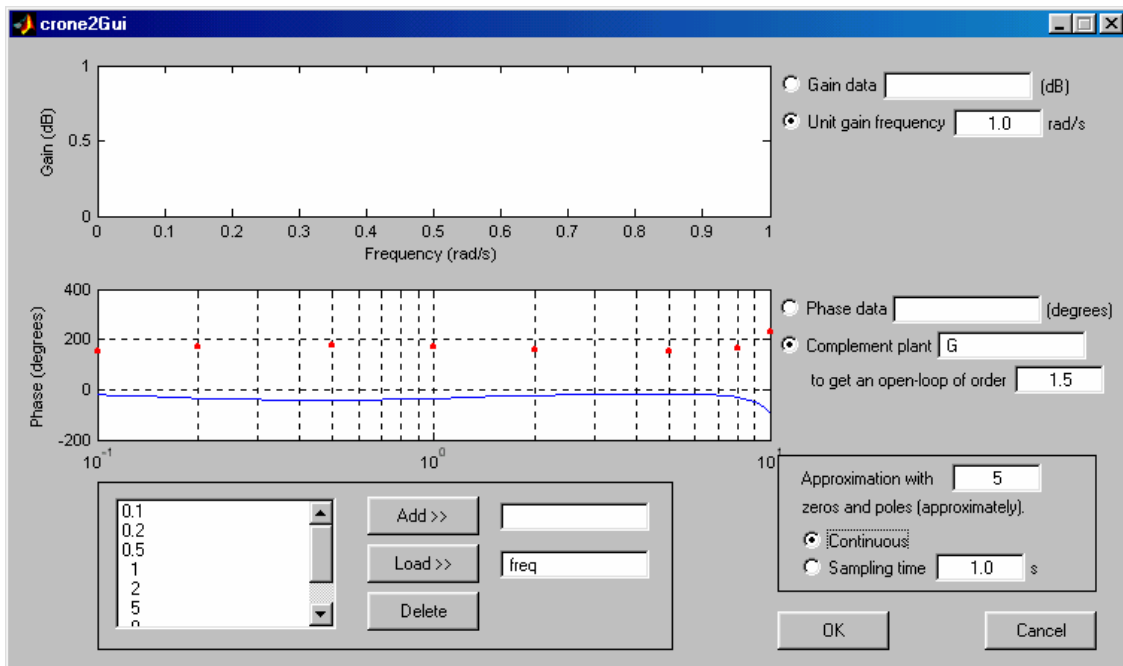 crone2Gui
Gain (dB)
1
0.5
0
0 0.1 0.2 0.3 0.4 0.5 0.6 0.7 0.8 0.9 1
Frequency (rad/s)
Gain data (dB)
Unit gain frequency 1.0 rad/s
Phase (degrees)
400
200
0
-200
10^-1 10^0 10^1
Phase data (degrees)
Complement plant G
to get an open-loop of order 1.5
0.1
0.2
0.5
1
2
5
Add >>
Load >> freq
Delete
Approximation with 5
zeros and poles (approximately).
Continuous
Sampling time 1.0 s
OK Cancel